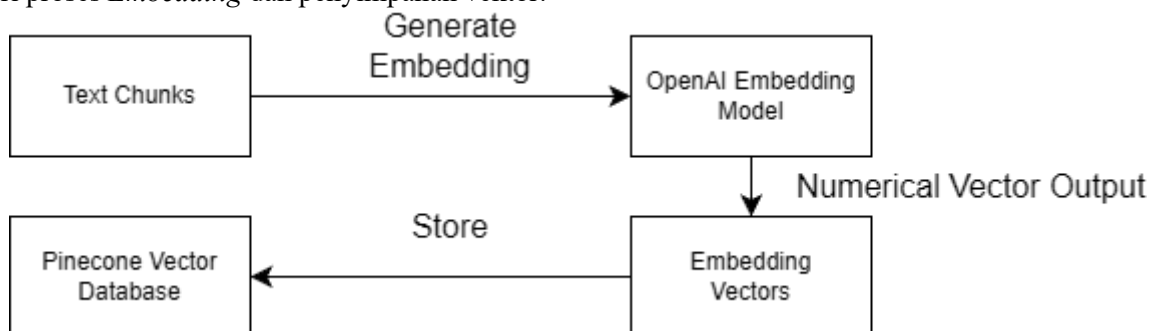 proses Embedding dan penyimpanan vektor.
Generate
Embedding
Text Chunks
OpenAI Embedding
Model
Numerical Vector Output
Store
Pinecone Vector
Database
Embedding
Vectors